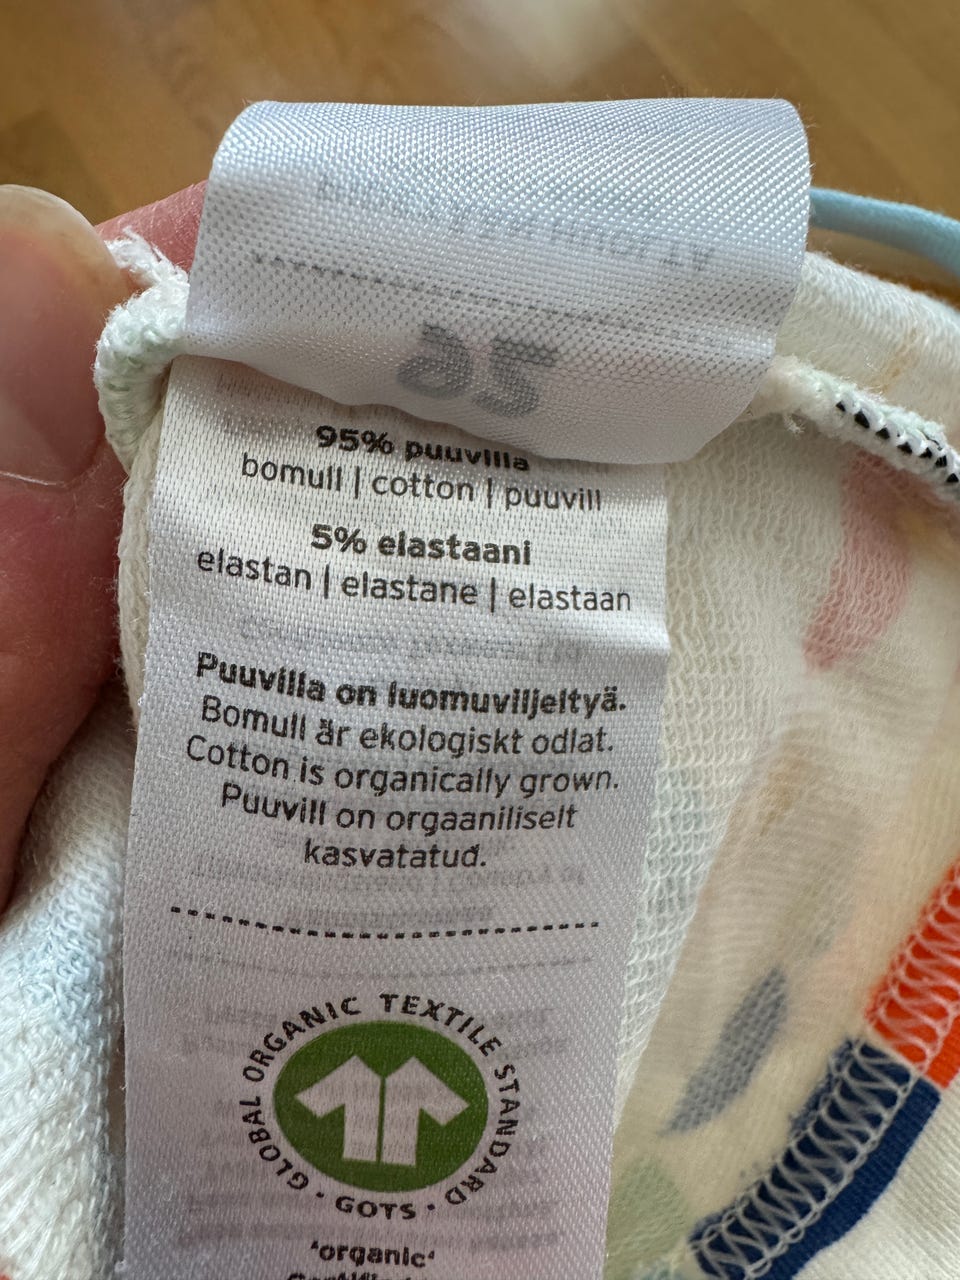 95% puuvilla
bomull | cotton | puuvill
5% elastaani
elastan | elastane | elastaan
Puuvilla on luomuviljeltyä.
Bomull är ekologiskt odlat.
Cotton is organically grown.
Puuvill on orgaaniliselt
kasvatatud.
GLOBAL ORGANIC TEXTILE STANDARD · GOTS ·
'organic'